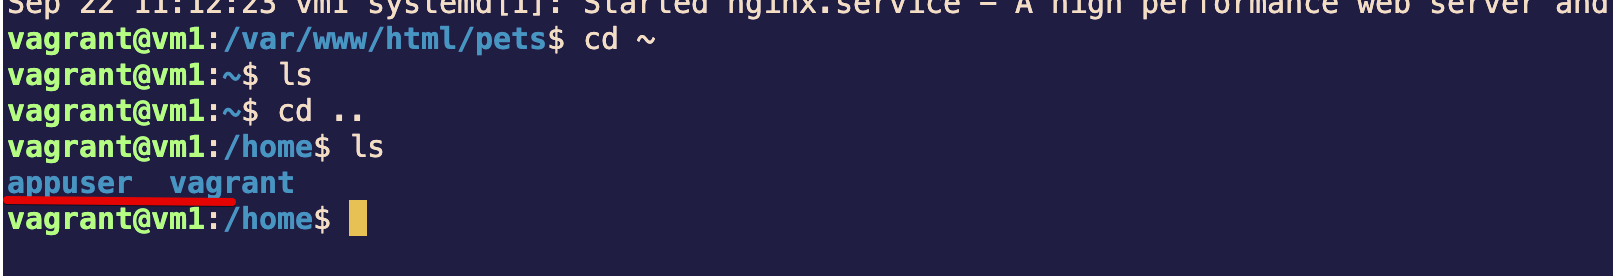 Sep 22 11:12:23 vm1 systemd[1]: Started nginx.service - A high performance web server and
vagrant@vm1:/var/www/html/pets$ cd ~
vagrant@vm1:~$ ls
vagrant@vm1:~$ cd ..
vagrant@vm1:/home$ ls
appuser  vagrant
vagrant@vm1:/home$